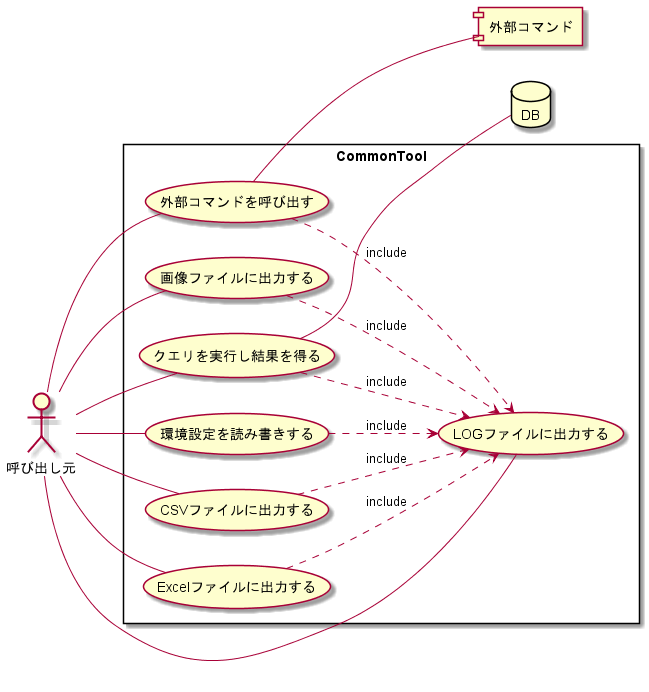 外部コマンド
DB
CommonTool
外部コマンドを呼び出す
include
画像ファイルに出力する
include
クエリを実行し結果を得る
include
環境設定を読み書きする
include
LOGファイルに出力する
呼び出し元
include
CSVファイルに出力する
include
Excelファイルに出力する